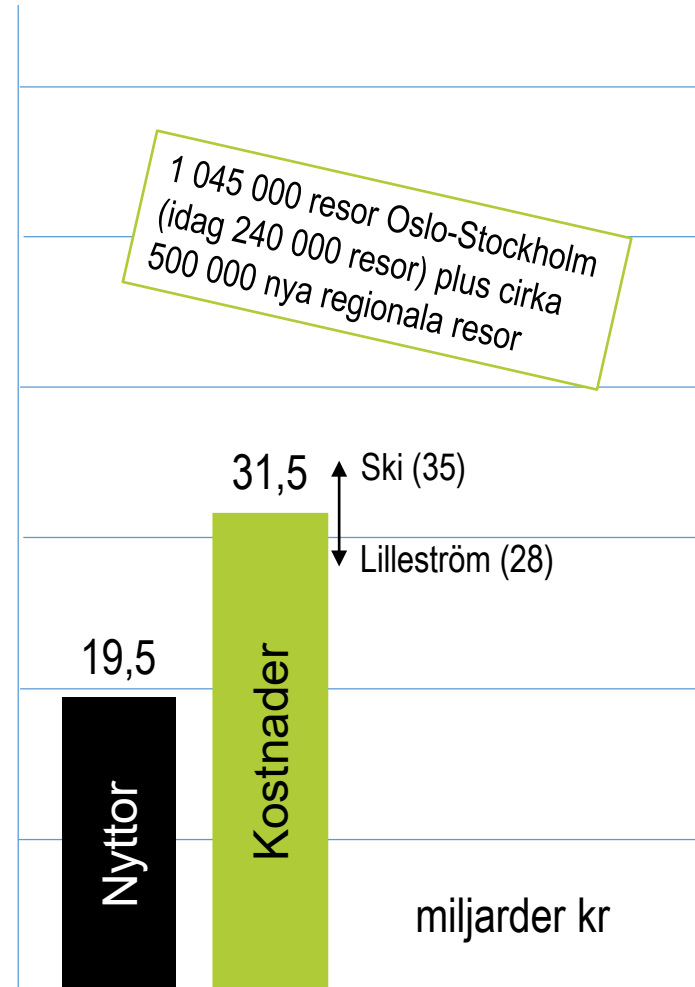 1 045 000 resor Oslo-Stockholm
(idag 240 000 resor) plus cirka
500 000 nya regionala resor
31,5
Ski (35)
Lilleström (28)
19,5
Nyttor
Kostnader
miljarder kr